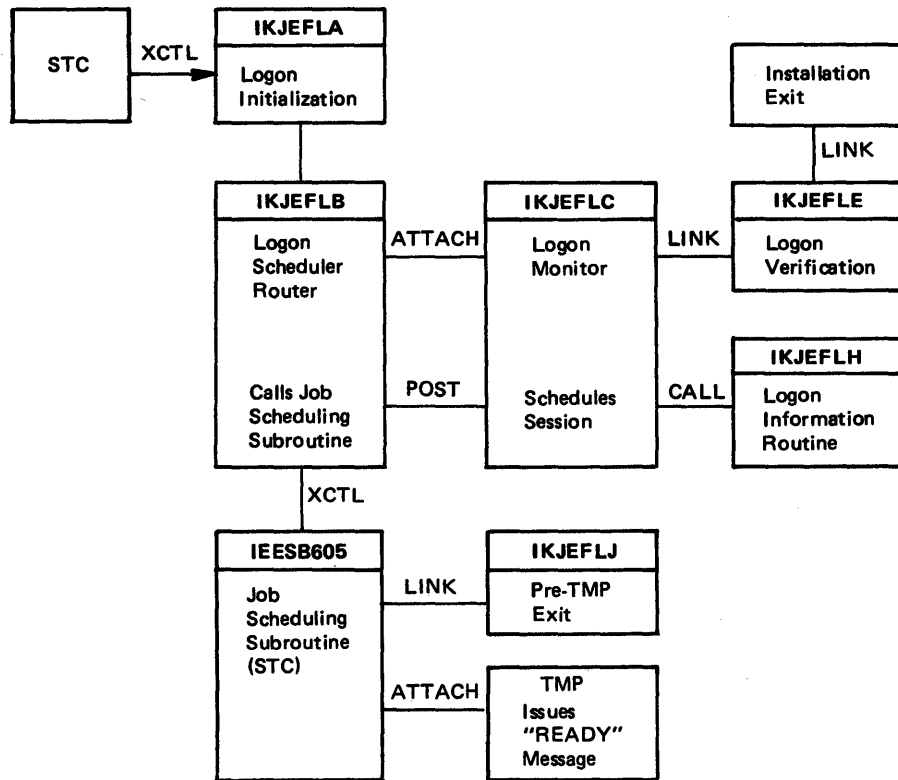 STC
XCTL
IKJEFLA
Logon
Initialization
Installation
Exit
LINK
IKJEFLB
Logon
Scheduler
Router
Calls Job
Scheduling
Subroutine
ATTACH
POST
IKJEFLC
Logon
Monitor
Schedules
Session
LINK
CALL
IKJEFLE
Logon
Verification
IKJEFLH
Logon
Information
Routine
XCTL
IEESB605
Job
Scheduling
Subroutine
(STC)
LINK
ATTACH
IKJEFLJ
Pre-TMP
Exit
TMP
Issues
"READY"
Message